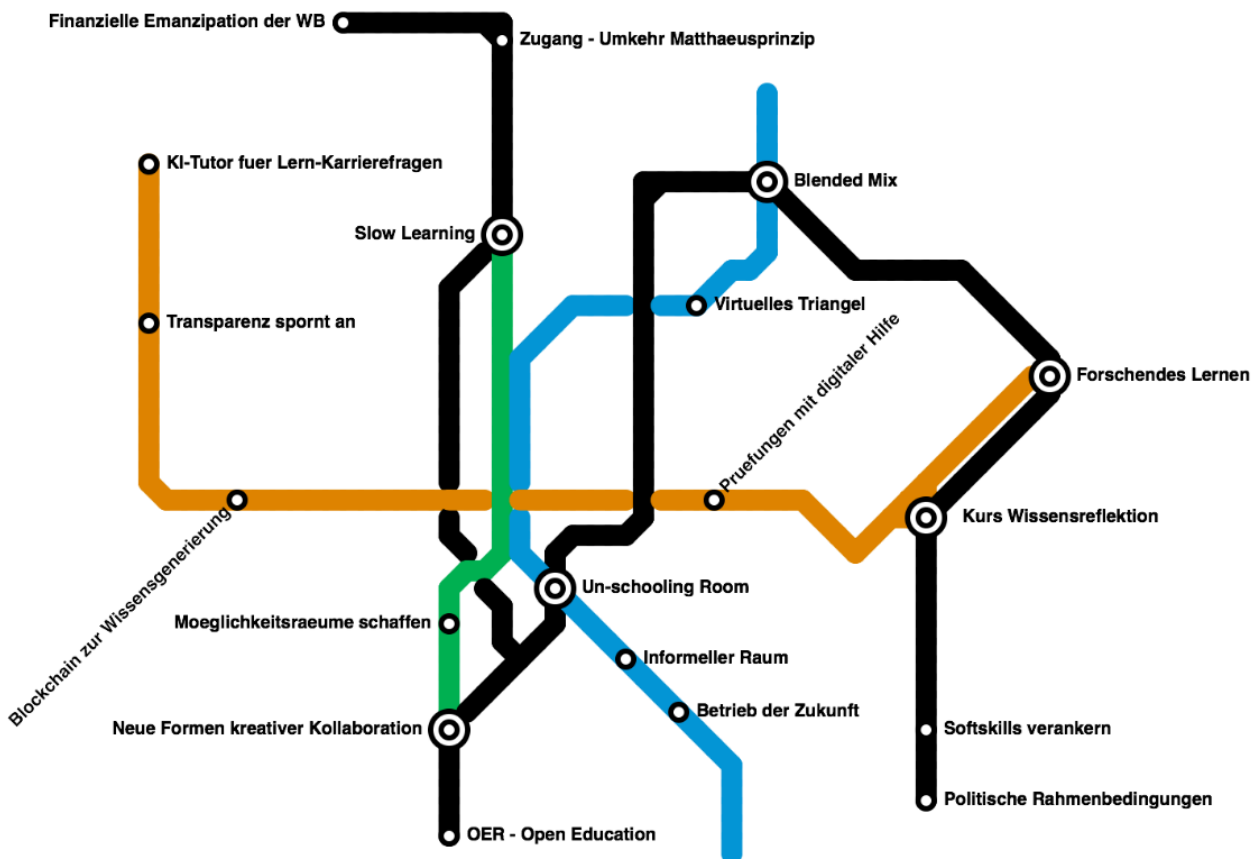 Finanzielle Emanzipation der WB
Zugang - Umkehr Matthaeusprinzip
KI-Tutor fuer Lern-Karrierefragen
Blended Mix
Slow Learning
Virtuelles Triangel
Transparenz spornt an
Pruefungen mit digitaler Hilfe
Forschendes Lernen
Blockchain zur Wissensgenerierung
Kurs Wissensreflektion
Un-schooling Room
Moeglichkeitsraeume schaffen
Informeller Raum
Betrieb der Zukunft
Neue Formen kreativer Kollaboration
Softskills verankern
Politische Rahmenbedingungen
OER - Open Education